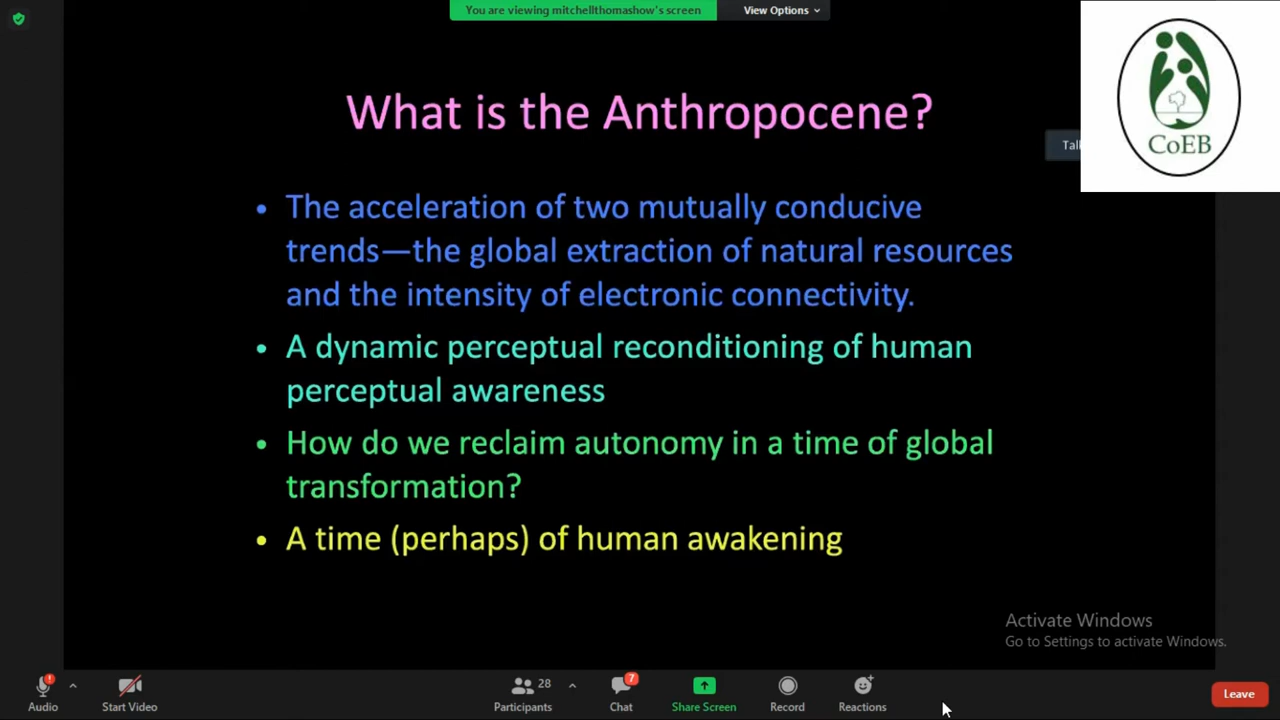 You are viewing mitchellthomashow's screen
View Options
What is the Anthropocene?
CoEB
• The acceleration of two mutually conducive
trends—the global extraction of natural resources
and the intensity of electronic connectivity.
• A dynamic perceptual reconditioning of human
perceptual awareness
• How do we reclaim autonomy in a time of global
transformation?
• A time (perhaps) of human awakening
Activate Windows
Go to Settings to activate Windows.
28
7
Audio
Start Video
Participants
Chat
Share Screen
Record
Reactions
Leave